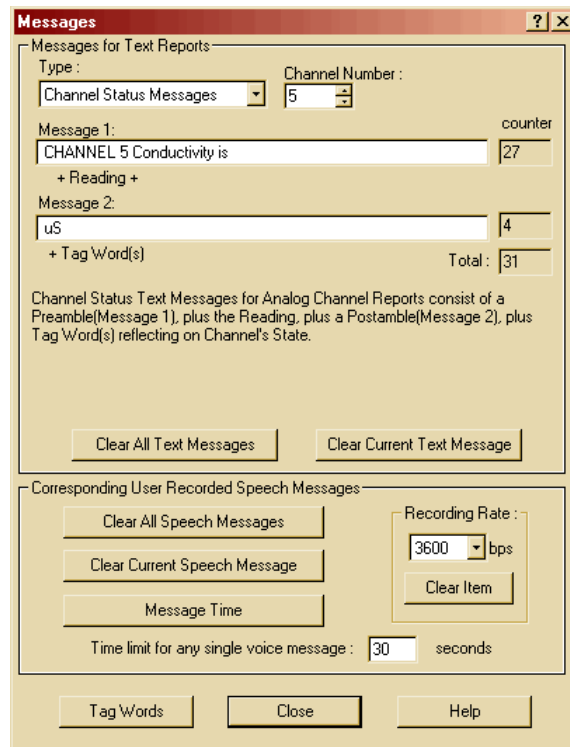 Messages
Messages for Text Reports
Type : Channel Number :
Channel Status Messages 5
Message 1: counter
CHANNEL 5 Conductivity is 27
+ Reading +
Message 2:
uS 4
+ Tag Word(s) Total : 31
Channel Status Text Messages for Analog Channel Reports consist of a
Preamble(Message 1), plus the Reading, plus a Postamble(Message 2), plus
Tag Word(s) reflecting on Channel's State.
Clear All Text Messages Clear Current Text Message
Corresponding User Recorded Speech Messages
Clear All Speech Messages Recording Rate :
3600 bps
Clear Current Speech Message
Clear Item
Message Time
Time limit for any single voice message : 30 seconds
Tag Words Close Help